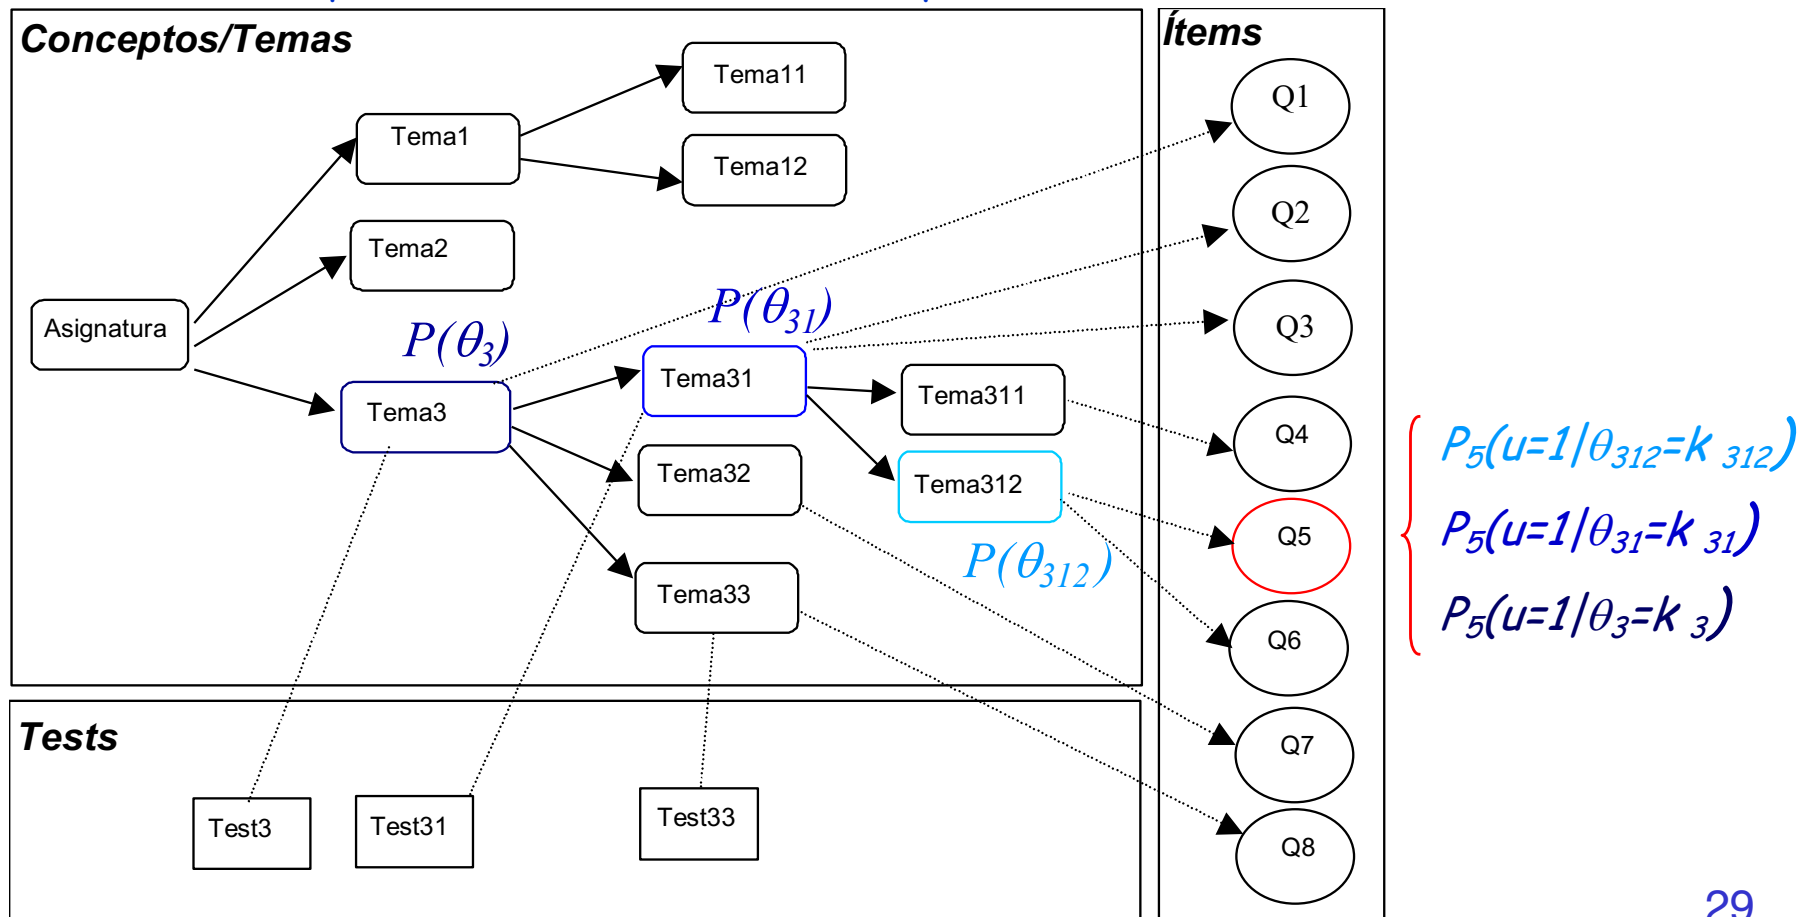 Conceptos/Temas
Ítems
Tema11
Q1
Tema1
Tema12
Q2
Tema2
P(θ31)
Asignatura
P(θ3)
Q3
Tema31
Tema3
Tema311
Q4
P5(u=1|θ312=k 312)
Tema32
Tema312
Q5
P5(u=1|θ31=k 31)
P(θ312)
Tema33
P5(u=1|θ3=k 3)
Q6
Tests
Q7
Test3
Test31
Test33
Q8
29